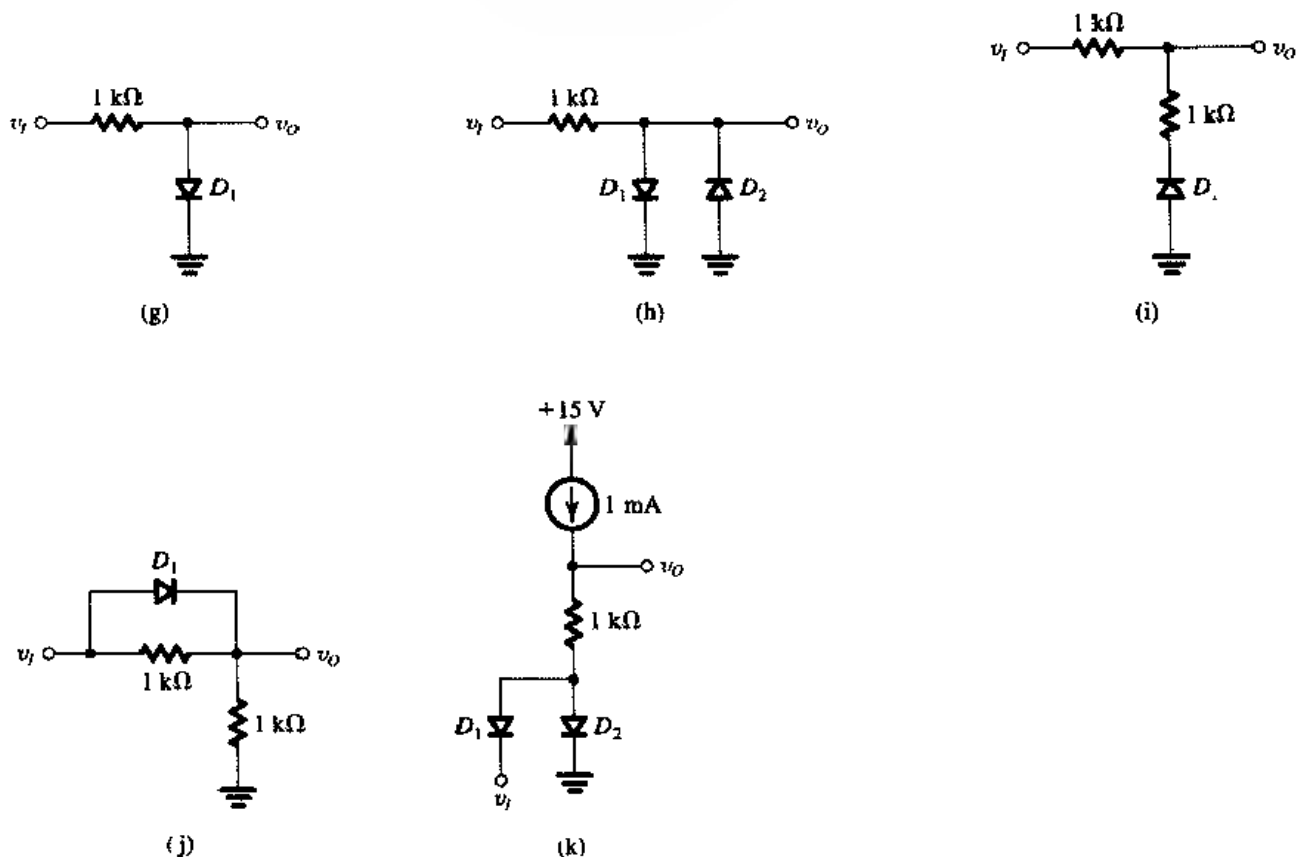 1 kΩ
v_I
v_O
D_1
(g)
1 kΩ
v_I
v_O
D_1
D_2
(h)
1 kΩ
v_I
v_O
1 kΩ
D.
(i)
D_1
v_I
v_O
1 kΩ
1 kΩ
(j)
+15 V
1 mA
v_O
1 kΩ
D_1
D_2
v_I
(k)